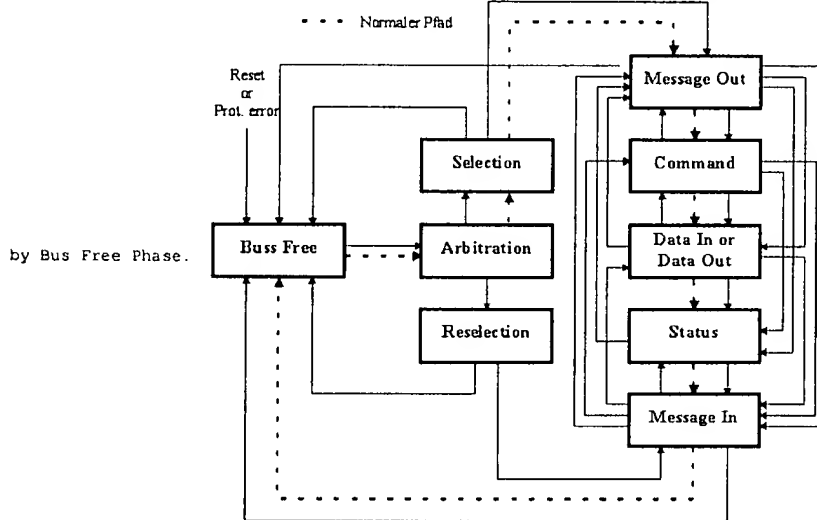 Normaler Pfad
Reset
or
Prot. error
Message Out
Selection
Command
by Bus Free Phase.
Buss Free
Arbitration
Data In or
Data Out
Reselection
Status
Message In